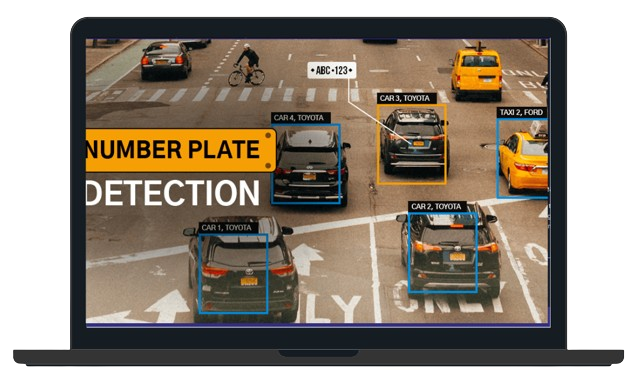 •ABC•123•
CAR 3, TOYOTA
TAXI 2, FORD
CAR 4, TOYOTA
NUMBER PLATE
DETECTION
CAR 2, TOYOTA
CAR 1, TOYOTA
LY
ONLY